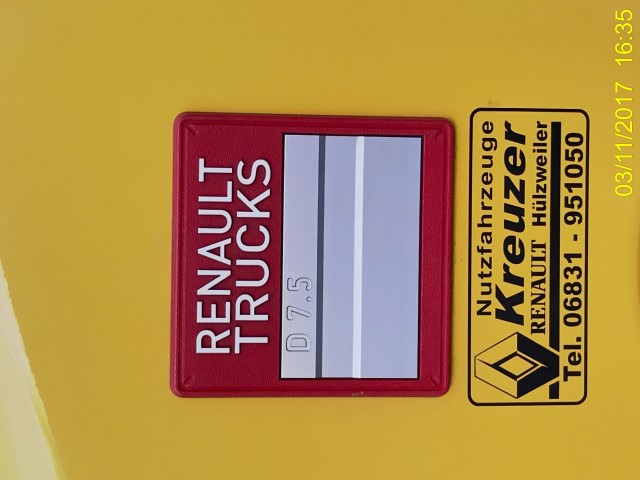 RENAULT
TRUCKS
D 7.5
Nutzfahrzeuge
Kreuzer
RENAULT Hülzweiler
Tel. 06831 - 951050
03/11/2017 16:35